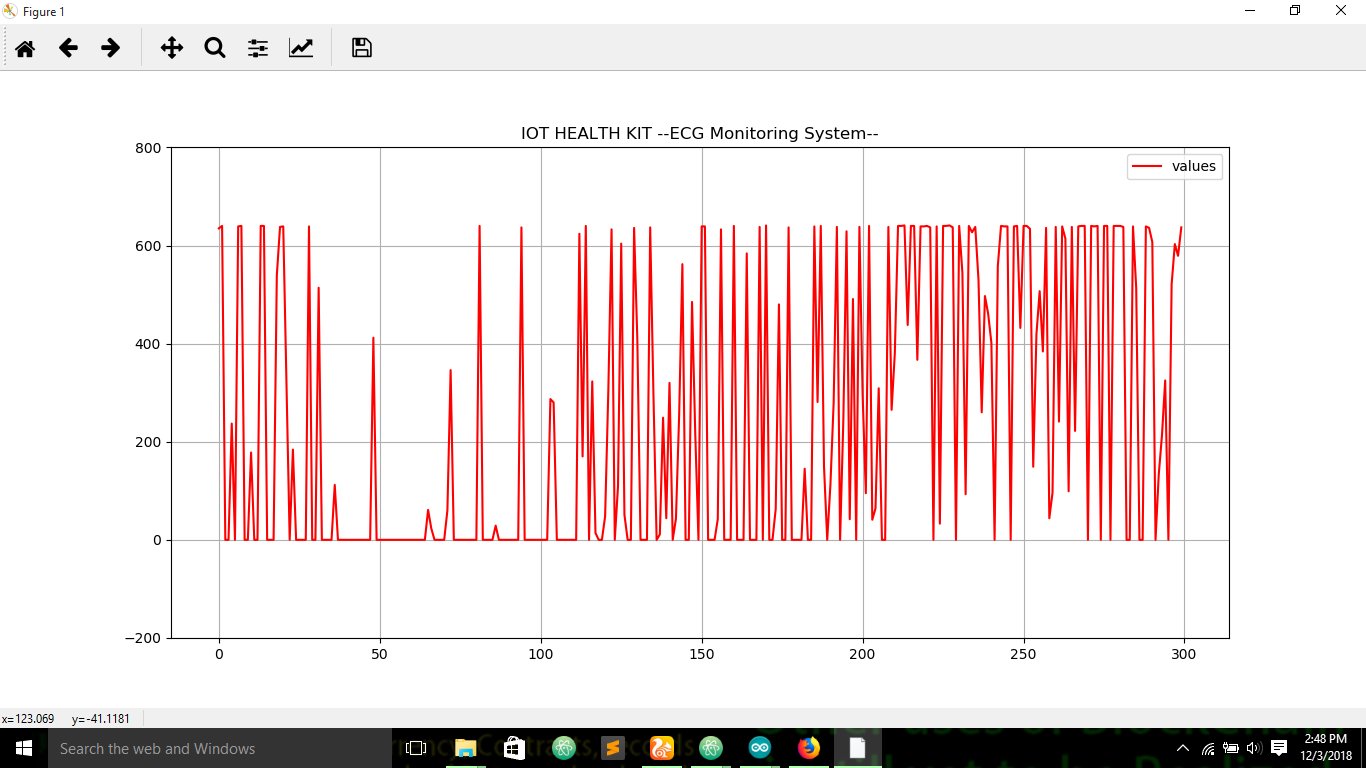 Figure 1
IOT HEALTH KIT --ECG Monitoring System--
values
800
600
400
200
0
−200
0 50 100 150 200 250 300
x=123.069 y=-41.1181
Search the web and Windows
2:48 PM
12/3/2018